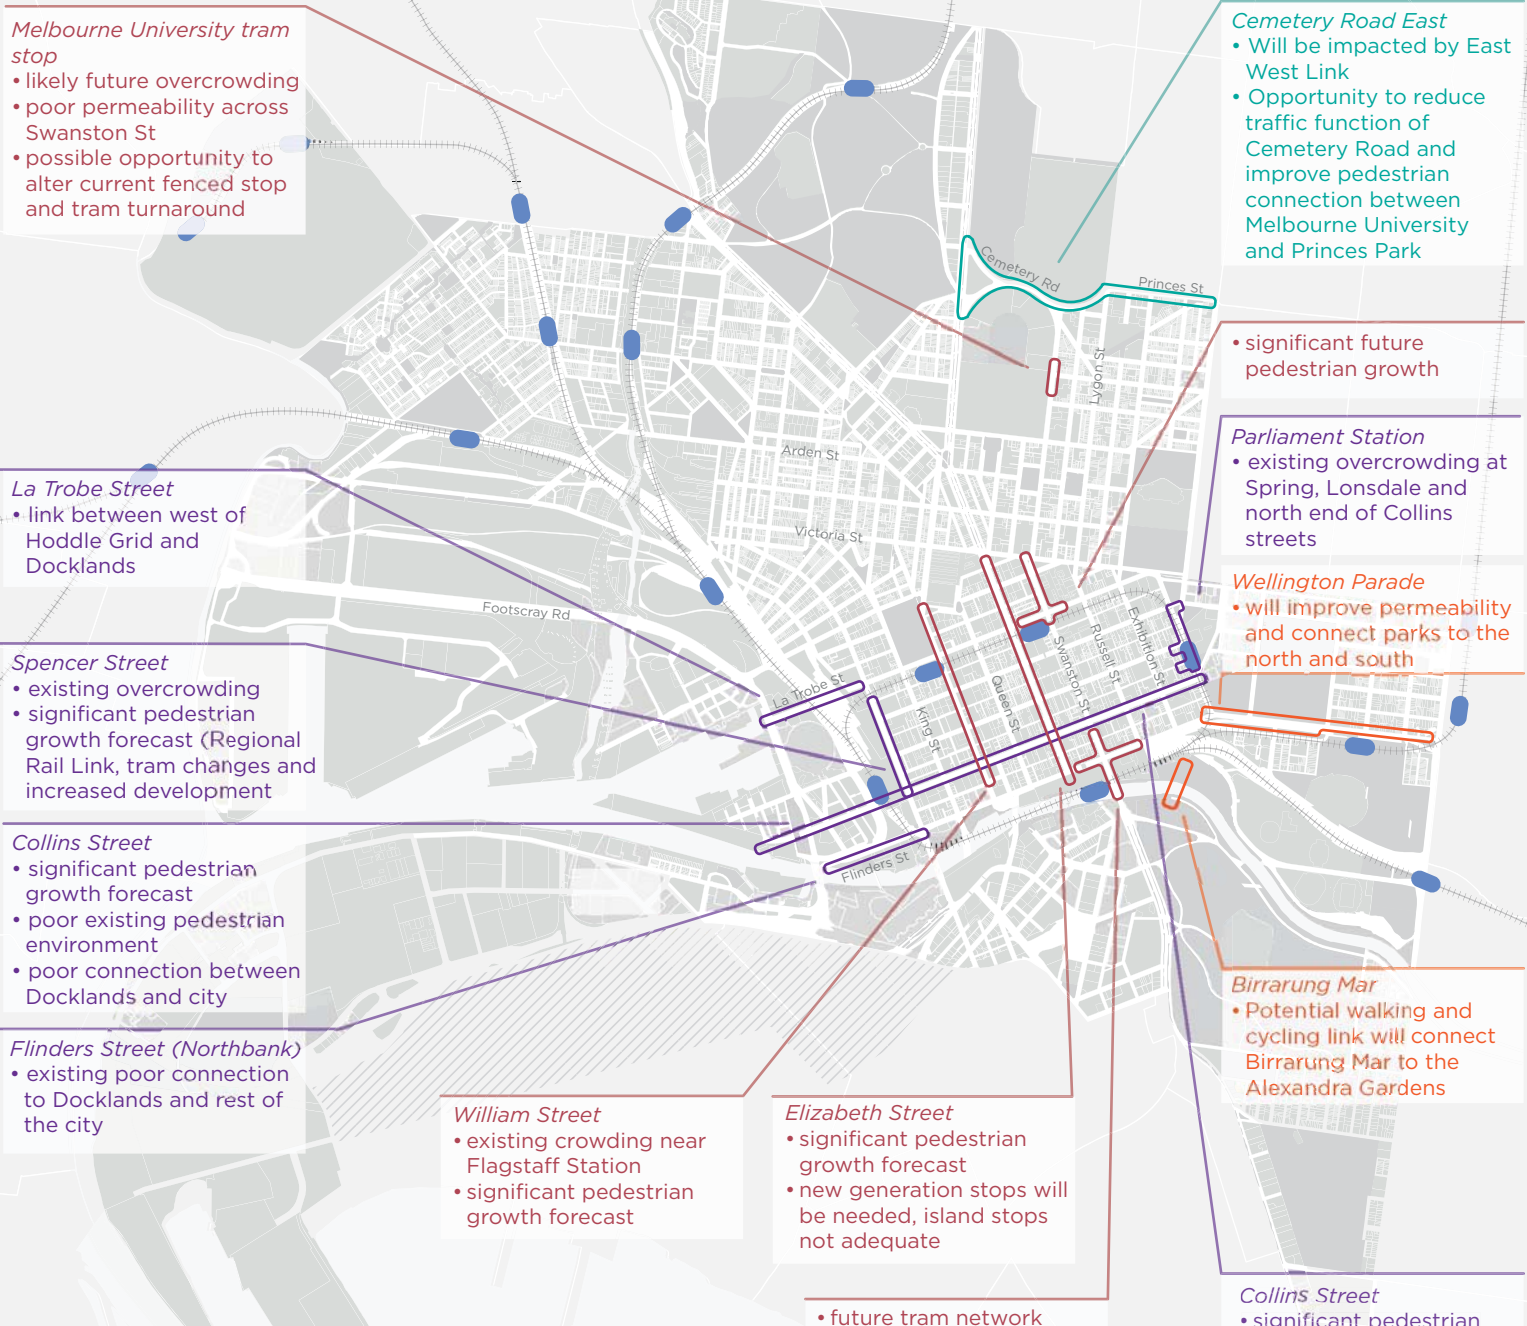 Melbourne University tram
stop
• likely future overcrowding
• poor permeability across
Swanston St
• possible opportunity to
alter current fenced stop
and tram turnaround
Cemetery Road East
• Will be impacted by East
West Link
• Opportunity to reduce
traffic function of
Cemetery Road and
improve pedestrian
connection between
Melbourne University
and Princes Park
Cemetery Rd
Princes St
• significant future
pedestrian growth
Lygon St
Parliament Station
• existing overcrowding at
Spring, Lonsdale and
north end of Collins
streets
Arden St
La Trobe Street
• link between west of
Hoddle Grid and
Docklands
Victoria St
Wellington Parade
• will improve permeability
and connect parks to the
north and south
Footscray Rd
Spencer Street
• existing overcrowding
• significant pedestrian
growth forecast (Regional
Rail Link, tram changes and
increased development
La Trobe St
King St
Queen St
Swanston St
Russell St
Exhibition St
Collins Street
• significant pedestrian
growth forecast
• poor existing pedestrian
environment
• poor connection between
Docklands and city
Flinders St
Flinders Street (Northbank)
• existing poor connection
to Docklands and rest of
the city
Birrarung Mar
• Potential walking and
cycling link will connect
Birrarung Mar to the
Alexandra Gardens
William Street
• existing crowding near
Flagstaff Station
• significant pedestrian
growth forecast
Elizabeth Street
• significant pedestrian
growth forecast
• new generation stops will
be needed, island stops
not adequate
• future tram network
Collins Street
• significant pedestrian